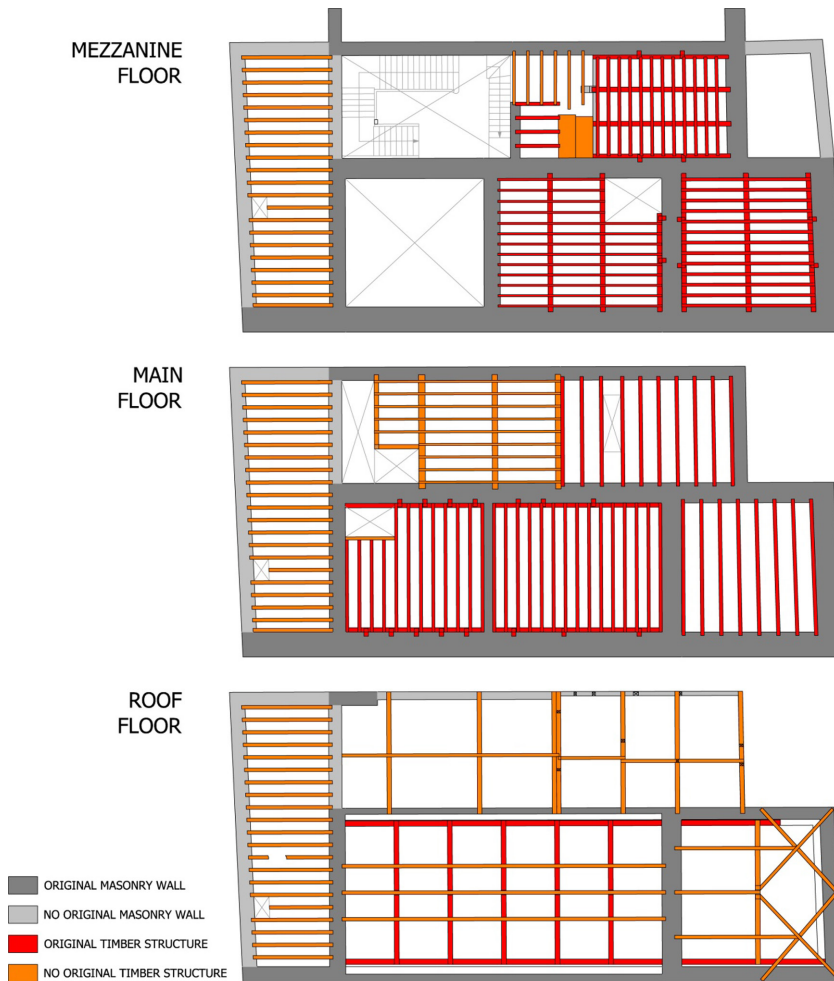 MEZZANINE
FLOOR
MAIN
FLOOR
ROOF
FLOOR
ORIGINAL MASONRY WALL
NO ORIGINAL MASONRY WALL
ORIGINAL TIMBER STRUCTURE
NO ORIGINAL TIMBER STRUCTURE